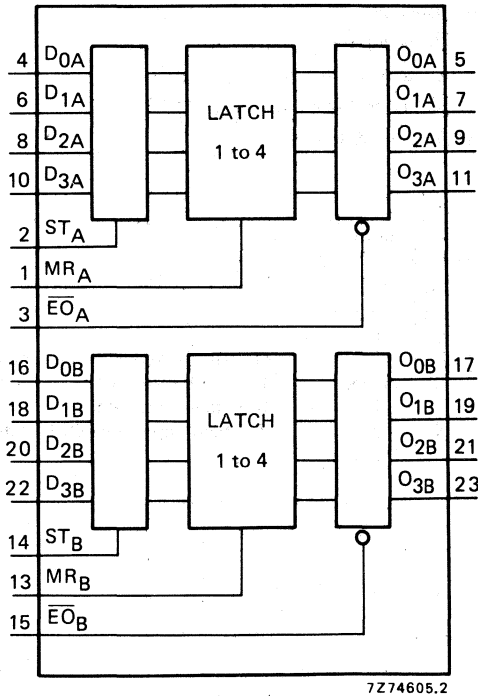 4 D0A O0A 5
6 D1A O1A 7
8 D2A LATCH O2A 9
10 D3A 1 to 4 O3A 11
2 STA
1 MRA
3 E̅O̅A
16 D0B O0B 17
18 D1B O1B 19
20 D2B LATCH O2B 21
22 D3B 1 to 4 O3B 23
14 STB
13 MRB
15 E̅O̅B
7Z74605.2